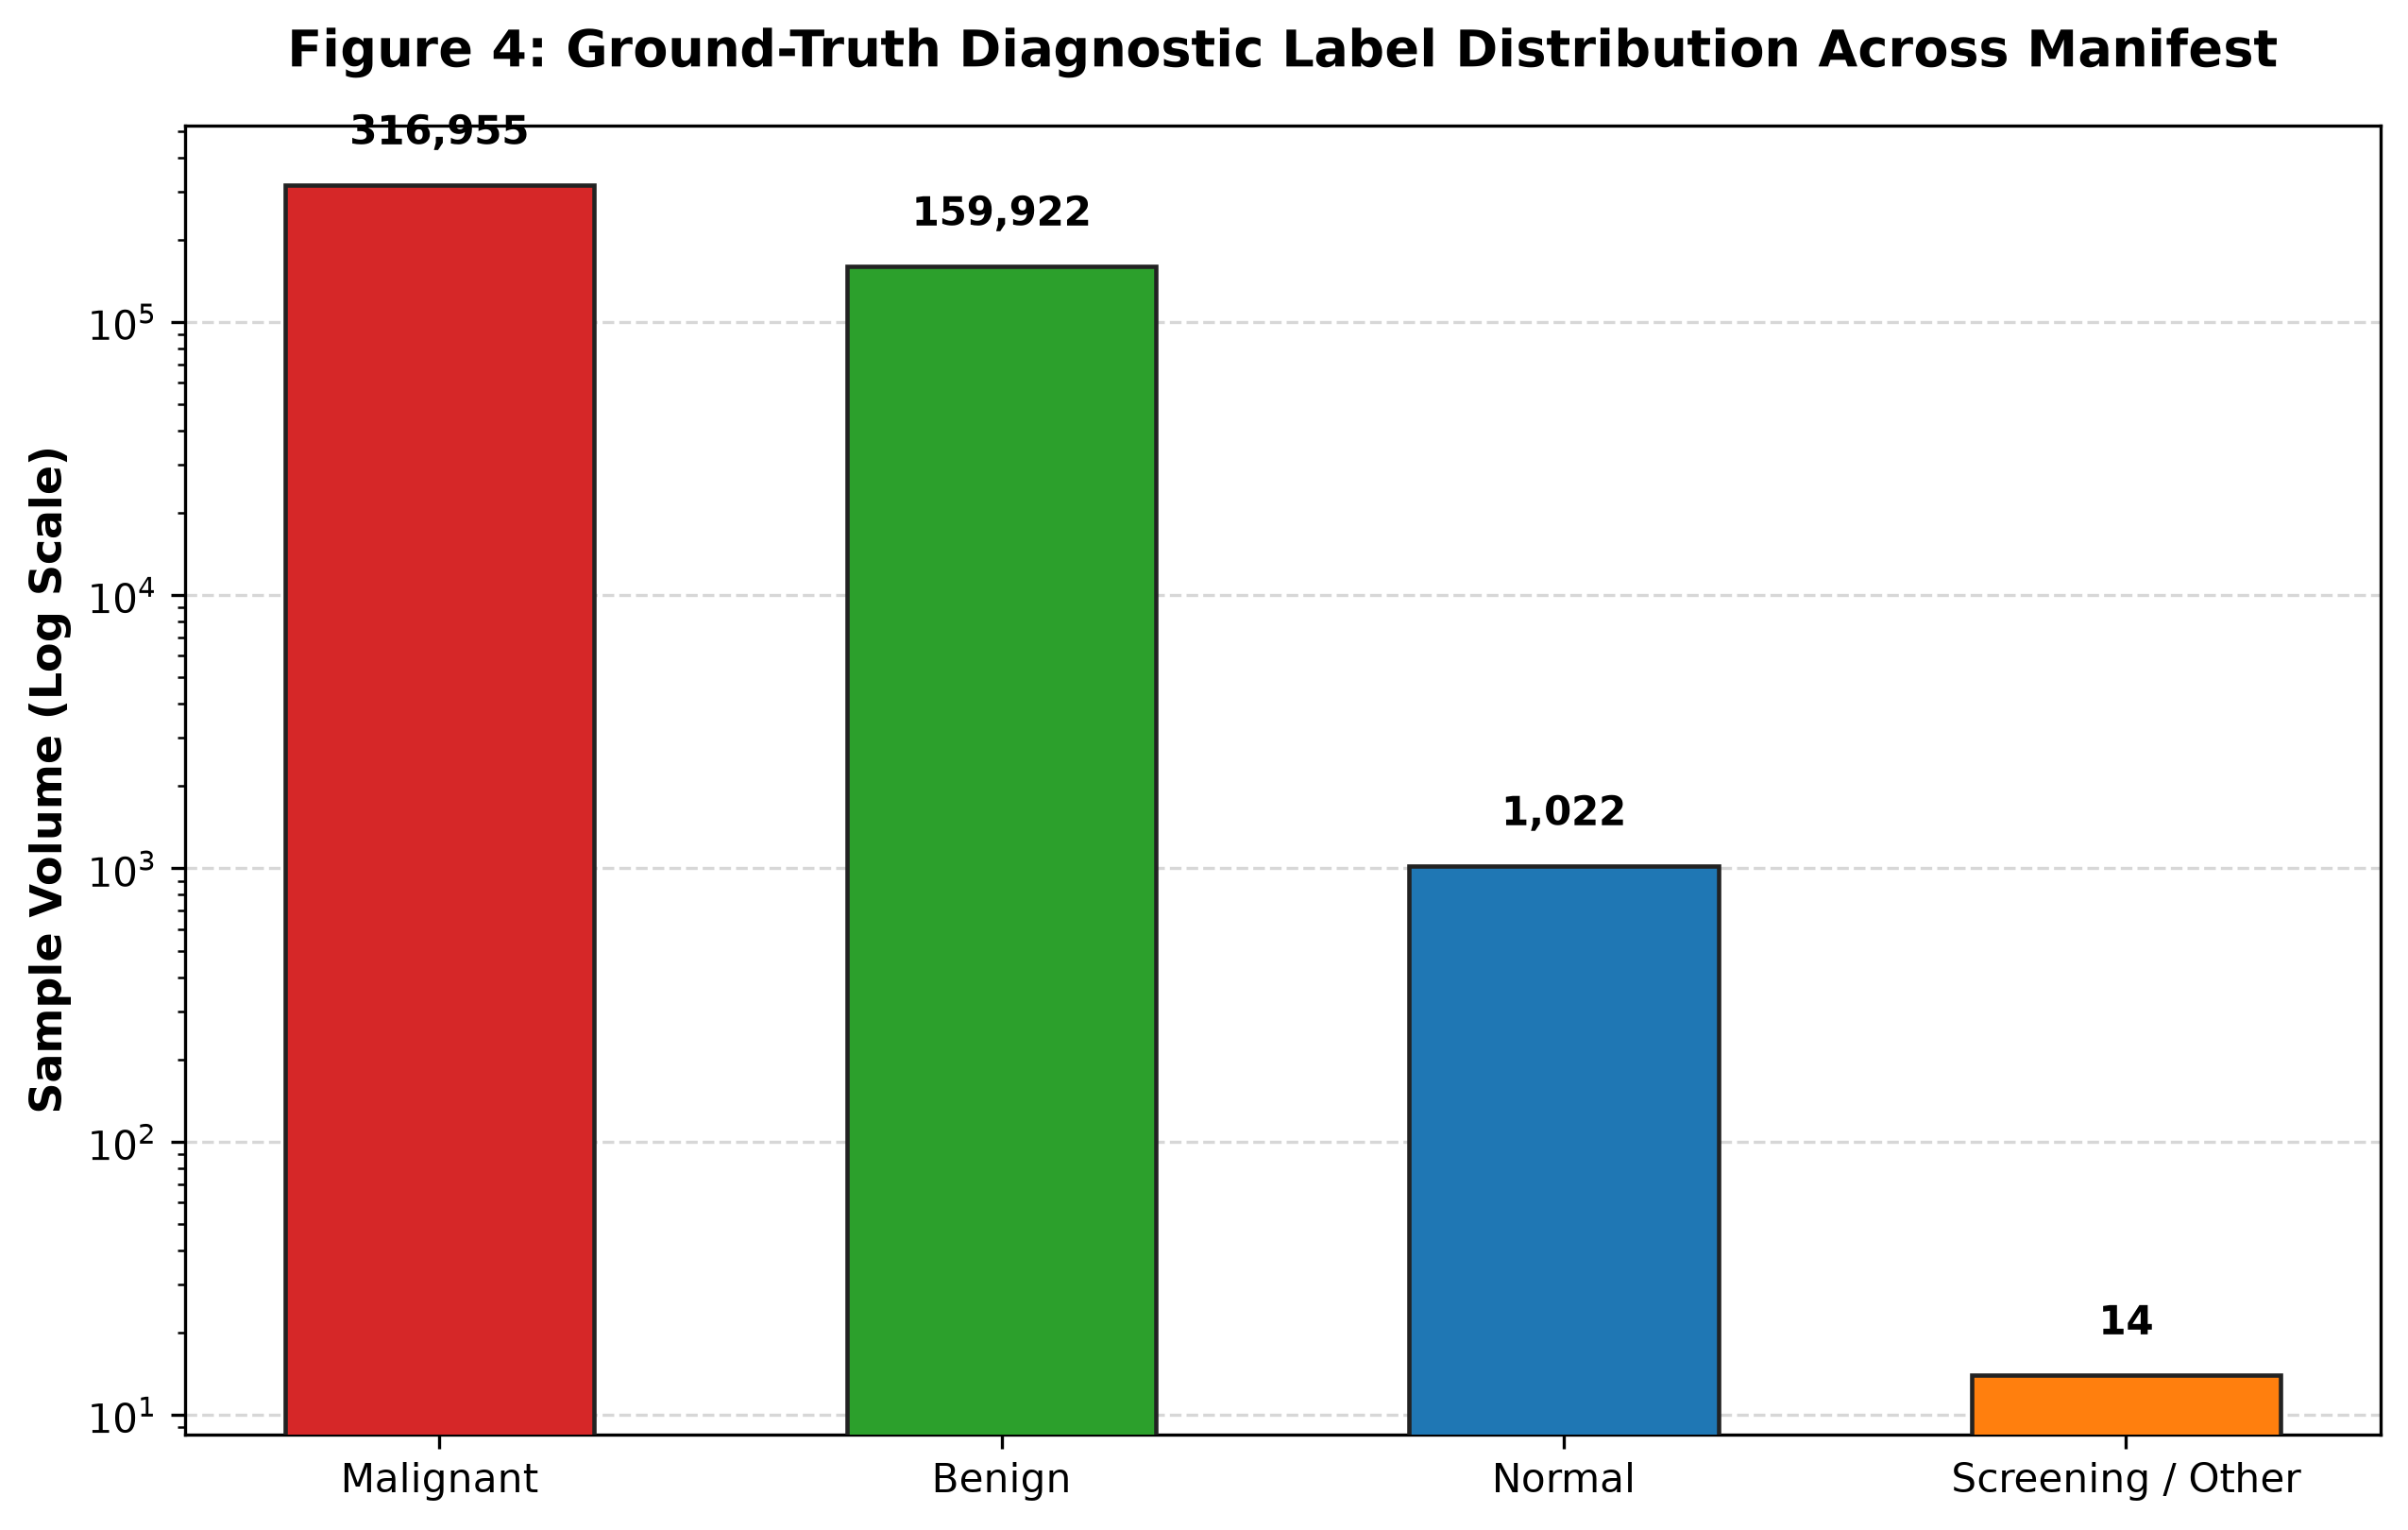 Figure 4: Ground-Truth Diagnostic Label Distribution Across Manifest
316,955
159,922
1,022
14
Sample Volume (Log Scale)
10⁵
10⁴
10³
10²
10¹
Malignant
Benign
Normal
Screening / Other